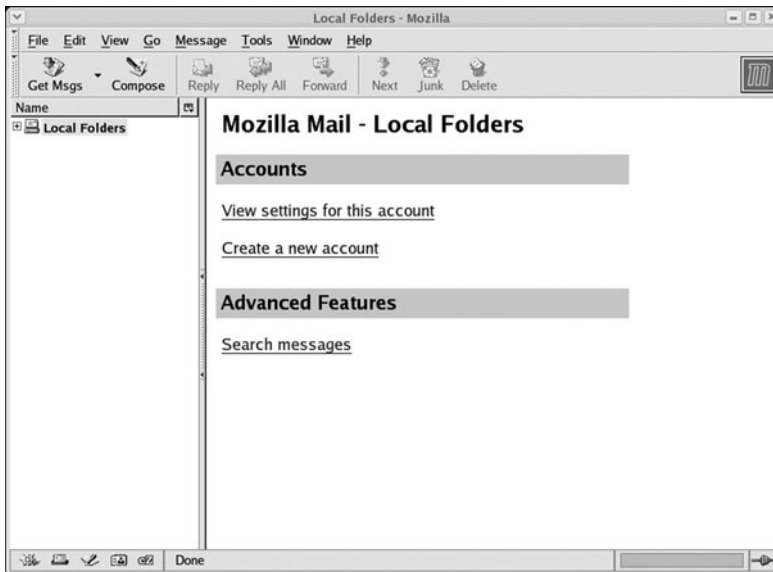 Local Folders - Mozilla
File Edit View Go Message Tools Window Help
Get Msgs Compose Reply Reply All Forward Next Junk Delete
Name
Local Folders
Mozilla Mail - Local Folders
Accounts
View settings for this account
Create a new account
Advanced Features
Search messages
Done